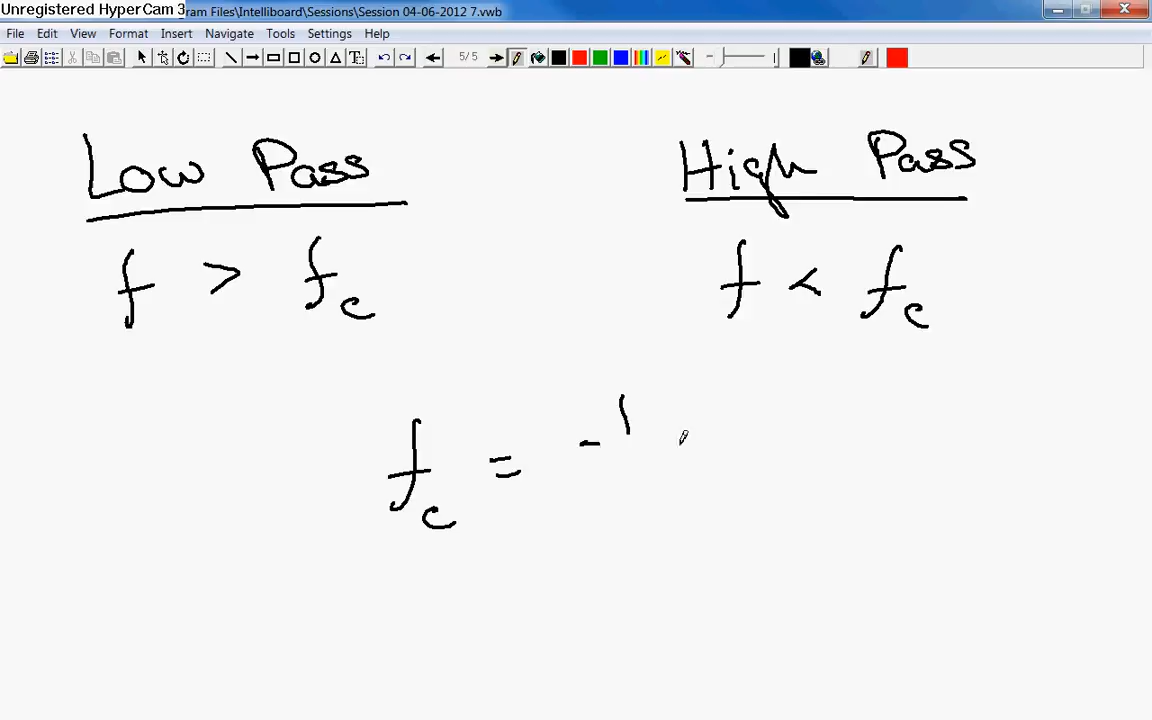 Unregistered HyperCam 3
ram Files\Intelliboard\Sessions\Session 04-06-2012 7.vwb
File Edit View Format Insert Navigate Tools Settings Help
5/5
Low Pass High Pass
f > fc f < fc
fc = - 1